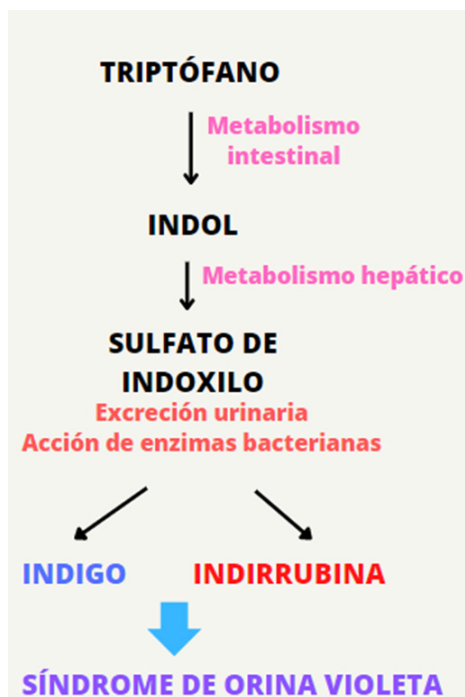 TRIPTÓFANO
Metabolismo
intestinal
INDOL
Metabolismo hepático
SULFATO DE
INDOXILO
Excreción urinaria
Acción de enzimas bacterianas
INDIGO
INDIRRUBINA
SÍNDROME DE ORINA VIOLETA